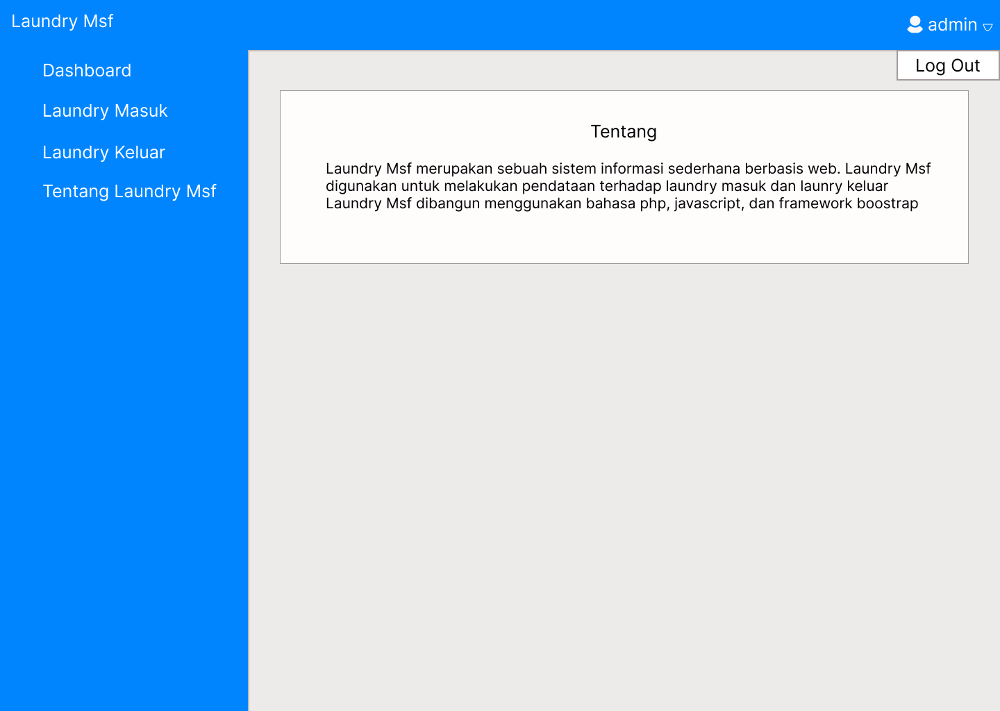 Laundry Msf
admin
Log Out
Dashboard
Laundry Masuk
Laundry Keluar
Tentang Laundry Msf
Tentang
Laundry Msf merupakan sebuah sistem informasi sederhana berbasis web. Laundry Msf
digunakan untuk melakukan pendataan terhadap laundry masuk dan launry keluar
Laundry Msf dibangun menggunakan bahasa php, javascript, dan framework boostrap